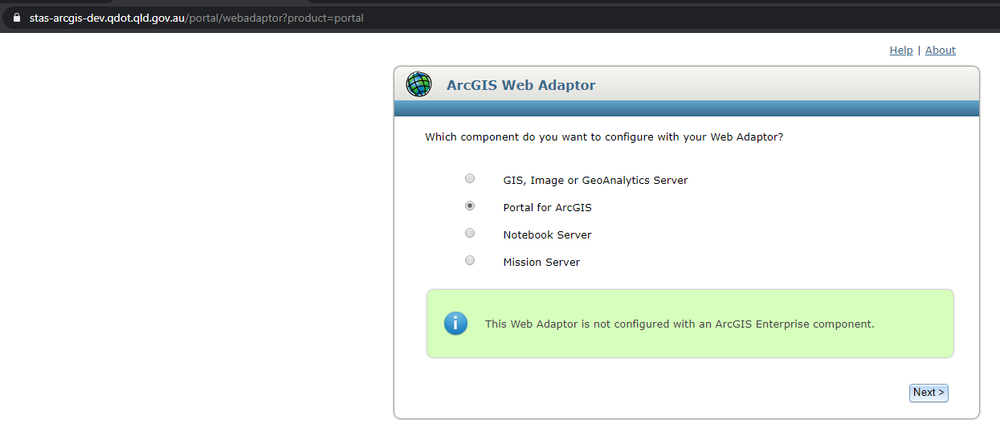 stas-arcgis-dev.qdot.qld.gov.au/portal/webadaptor?product=portal
Help | About
ArcGIS Web Adaptor
Which component do you want to configure with your Web Adaptor?
GIS, Image or GeoAnalytics Server
Portal for ArcGIS
Notebook Server
Mission Server
i This Web Adaptor is not configured with an ArcGIS Enterprise component.
Next >